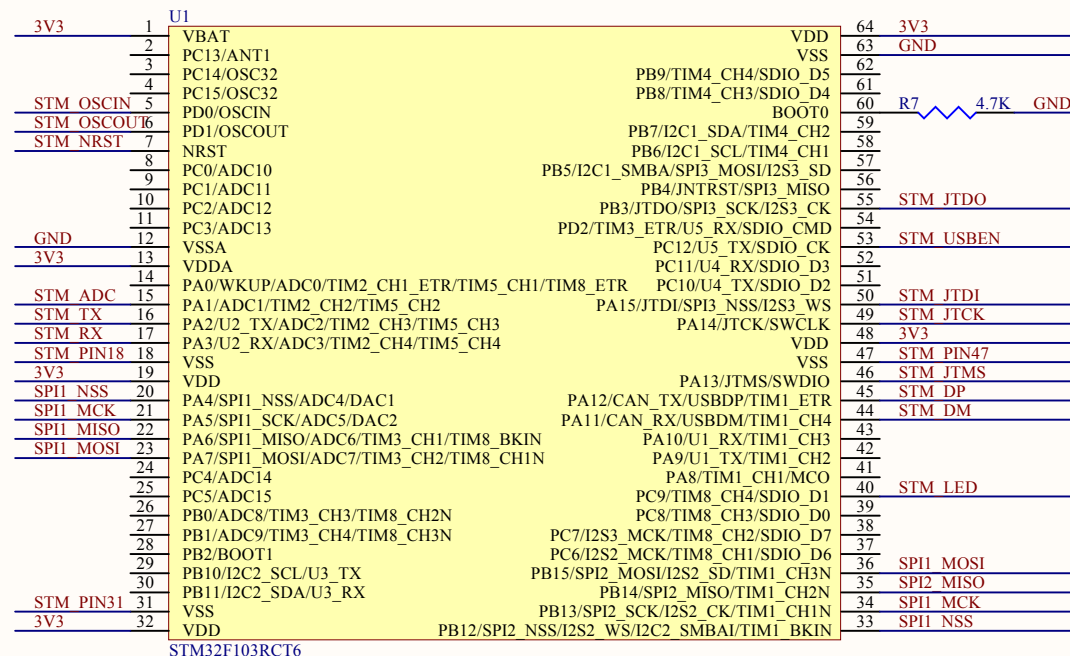 U1
3V3 1 VBAT VDD 64 3V3
2 PC13/ANT1 VSS 63 GND
3 PC14/OSC32 PB9/TIM4_CH4/SDIO_D5 62
4 PC15/OSC32 PB8/TIM4_CH3/SDIO_D4 61
STM_OSCIN 5 PD0/OSCIN BOOT0 60 R7 4.7K GND
STM_OSCOUT 6 PD1/OSCOUT PB7/I2C1_SDA/TIM4_CH2 59
STM_NRST 7 NRST PB6/I2C1_SCL/TIM4_CH1 58
8 PC0/ADC10 PB5/I2C1_SMBA/SPI3_MOSI/I2S3_SD 57
9 PC1/ADC11 PB4/JNTRST/SPI3_MISO 56
10 PC2/ADC12 PB3/JTDO/SPI3_SCK/I2S3_CK 55 STM_JTDO
11 PC3/ADC13 PD2/TIM3_ETR/U5_RX/SDIO_CMD 54
GND 12 VSSA PC12/U5_TX/SDIO_CK 53 STM_USBEN
3V3 13 VDDA PC11/U4_RX/SDIO_D3 52
14 PA0/WKUP/ADC0/TIM2_CH1_ETR/TIM5_CH1/TIM8_ETR PC10/U4_TX/SDIO_D2 51
STM_ADC 15 PA1/ADC1/TIM2_CH2/TIM5_CH2 PA15/JTDI/SPI3_NSS/I2S3_WS 50 STM_JTDI
STM_TX 16 PA2/U2_TX/ADC2/TIM2_CH3/TIM5_CH3 PA14/JTCK/SWCLK 49 STM_JTCK
STM_RX 17 PA3/U2_RX/ADC3/TIM2_CH4/TIM5_CH4 VDD 48 3V3
STM_PIN18 18 VSS VSS 47 STM_PIN47
3V3 19 VDD PA13/JTMS/SWDIO 46 STM_JTMS
SPI1_NSS 20 PA4/SPI1_NSS/ADC4/DAC1 PA12/CAN_TX/USBDP/TIM1_ETR 45 STM_DP
SPI1_MCK 21 PA5/SPI1_SCK/ADC5/DAC2 PA11/CAN_RX/USBDM/TIM1_CH4 44 STM_DM
SPI1_MISO 22 PA6/SPI1_MISO/ADC6/TIM3_CH1/TIM8_BKIN PA10/U1_RX/TIM1_CH3 43
SPI1_MOSI 23 PA7/SPI1_MOSI/ADC7/TIM3_CH2/TIM8_CH1N PA9/U1_TX/TIM1_CH2 42
24 PC4/ADC14 PA8/TIM1_CH1/MCO 41
25 PC5/ADC15 PC9/TIM8_CH4/SDIO_D1 40 STM_LED
26 PB0/ADC8/TIM3_CH3/TIM8_CH2N PC8/TIM8_CH3/SDIO_D0 39
27 PB1/ADC9/TIM3_CH4/TIM8_CH3N PC7/I2S3_MCK/TIM8_CH2/SDIO_D7 38
28 PB2/BOOT1 PC6/I2S2_MCK/TIM8_CH1/SDIO_D6 37
29 PB10/I2C2_SCL/U3_TX PB15/SPI2_MOSI/I2S2_SD/TIM1_CH3N 36 SPI1_MOSI
30 PB11/I2C2_SDA/U3_RX PB14/SPI2_MISO/TIM1_CH2N 35 SPI2_MISO
STM_PIN31 31 VSS PB13/SPI2_SCK/I2S2_CK/TIM1_CH1N 34 SPI1_MCK
3V3 32 VDD PB12/SPI2_NSS/I2S2_WS/I2C2_SMBAI/TIM1_BKIN 33 SPI1_NSS
STM32F103RCT6